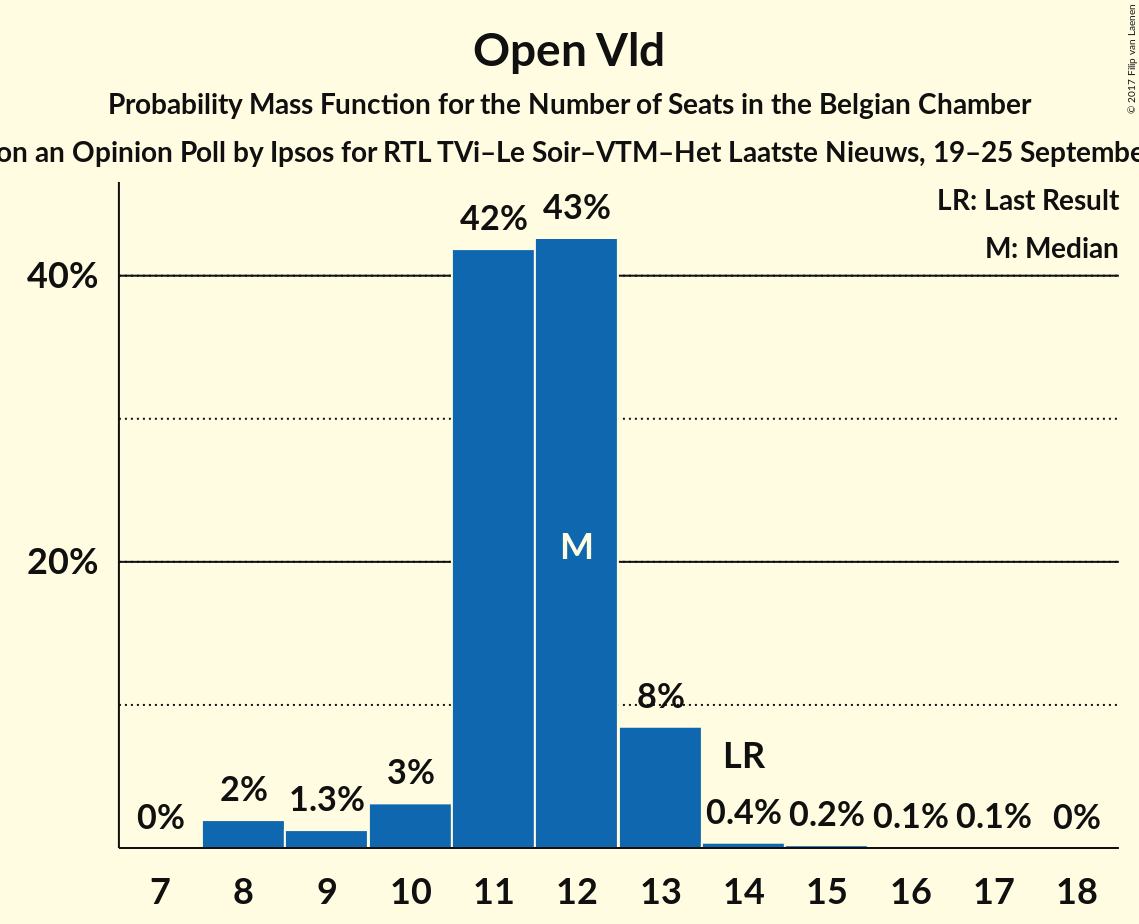 Open Vld
Probability Mass Function for the Number of Seats in the Belgian Chamber
on an Opinion Poll by Ipsos for RTL TVi–Le Soir–VTM–Het Laatste Nieuws, 19–25 Septembe
© 2017 Filip van Laenen
LR: Last Result
M: Median
42% 43%
40%
M
20%
8%
LR
0% 2% 1.3% 3% 0.4% 0.2% 0.1% 0.1% 0%
7 8 9 10 11 12 13 14 15 16 17 18